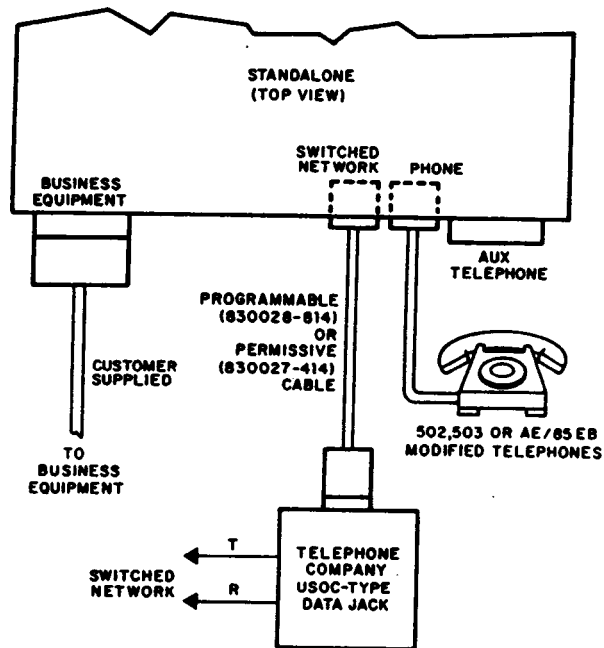 STANDALONE
(TOP VIEW)
SWITCHED
NETWORK
PHONE
BUSINESS
EQUIPMENT
AUX
TELEPHONE
PROGRAMMABLE
(830028-814)
OR
PERMISSIVE
(830027-414)
CABLE
CUSTOMER
SUPPLIED
TO
BUSINESS
EQUIPMENT
502,503 OR AE/85 EB
MODIFIED TELEPHONES
TELEPHONE
COMPANY
USOC-TYPE
DATA JACK
T
SWITCHED
NETWORK
R